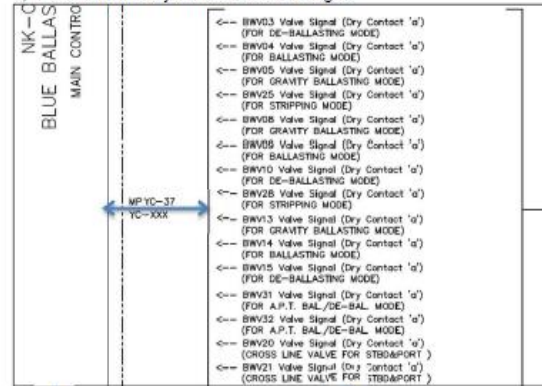 NK-O
BLUE BALLAS
MAIN CONTRO
MPYC-37
YC-XXX
<-- BWV03 Valve Signal (Dry Contact 'a')
(FOR DE-BALLASTING MODE)
<-- BWV04 Valve Signal (Dry Contact 'a')
(FOR BALLASTING MODE)
<-- BWV05 Valve Signal (Dry Contact 'a')
(FOR GRAVITY BALLASTING MODE)
<-- BWV25 Valve Signal (Dry Contact 'a')
(FOR STRIPPING MODE)
<-- BWV08 Valve Signal (Dry Contact 'a')
(FOR GRAVITY BALLASTING MODE)
<-- BWV09 Valve Signal (Dry Contact 'a')
(FOR BALLASTING MODE)
<-- BWV10 Valve Signal (Dry Contact 'a')
(FOR DE-BALLASTING MODE)
<-- BWV28 Valve Signal (Dry Contact 'a')
(FOR STRIPPING MODE)
<-- BWV13 Valve Signal (Dry Contact 'a')
(FOR GRAVITY BALLASTING MODE)
<-- BWV14 Valve Signal (Dry Contact 'a')
(FOR BALLASTING MODE)
<-- BWV15 Valve Signal (Dry Contact 'a')
(FOR DE-BALLASTING MODE)
<-- BWV31 Valve Signal (Dry Contact 'a')
(FOR A.P.T. BAL./DE-BAL. MODE)
<-- BWV32 Valve Signal (Dry Contact 'a')
(FOR A.P.T. BAL./DE-BAL. MODE)
<-- BWV20 Valve Signal (Dry Contact 'a')
(CROSS LINE VALVE FOR STBD&PORT )
<-- BWV21 Valve Signal (Dry Contact 'a')
(CROSS LINE VALVE FOR STBD&PORT )